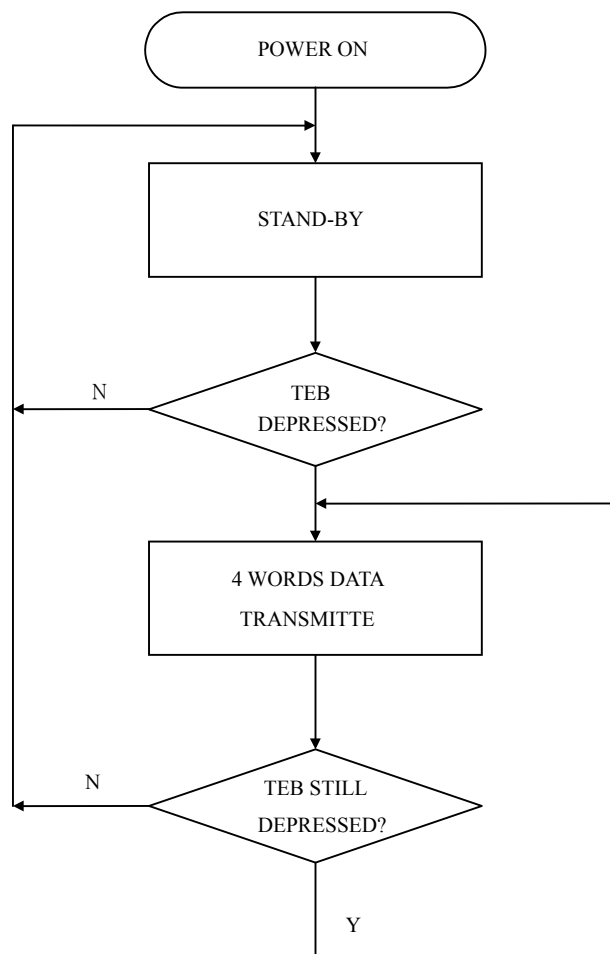 POWER ON
STAND-BY
N
TEB
DEPRESSED?
4 WORDS DATA
TRANSMITTE
N
TEB STILL
DEPRESSED?
Y